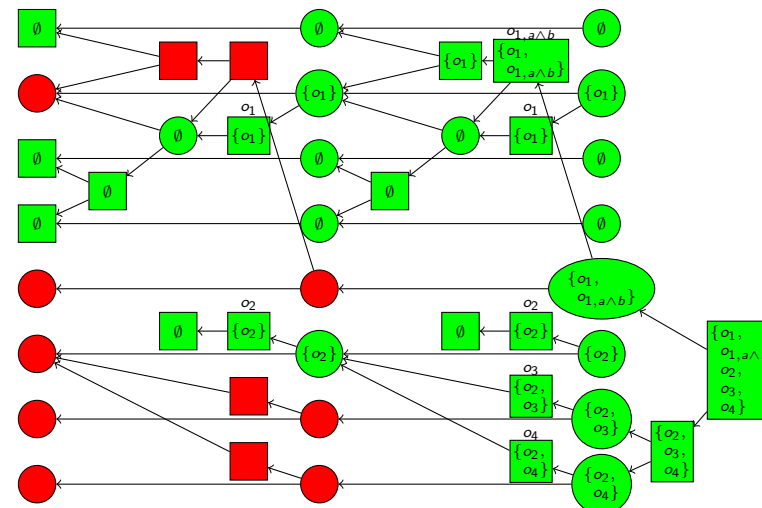 ∅ ∅ ∅
o₁,ₐ∧b
{o₁} {o₁,
o₁,ₐ∧b}
{o₁} {o₁}
o₁ o₁
∅ {o₁} ∅ {o₁}
∅ ∅ ∅
∅ ∅
∅ ∅ ∅
{o₁,
o₁,ₐ∧b}
o₂ o₂
∅ {o₂} ∅ {o₂}
{o₂} {o₂}
{o₁,
o₁,ₐ∧
o₂,
o₃,
o₄}
o₃
{o₂,
o₃}
{o₂,
o₃}
o₄
{o₂,
o₄}
{o₂,
o₃,
o₄}
{o₂,
o₄}